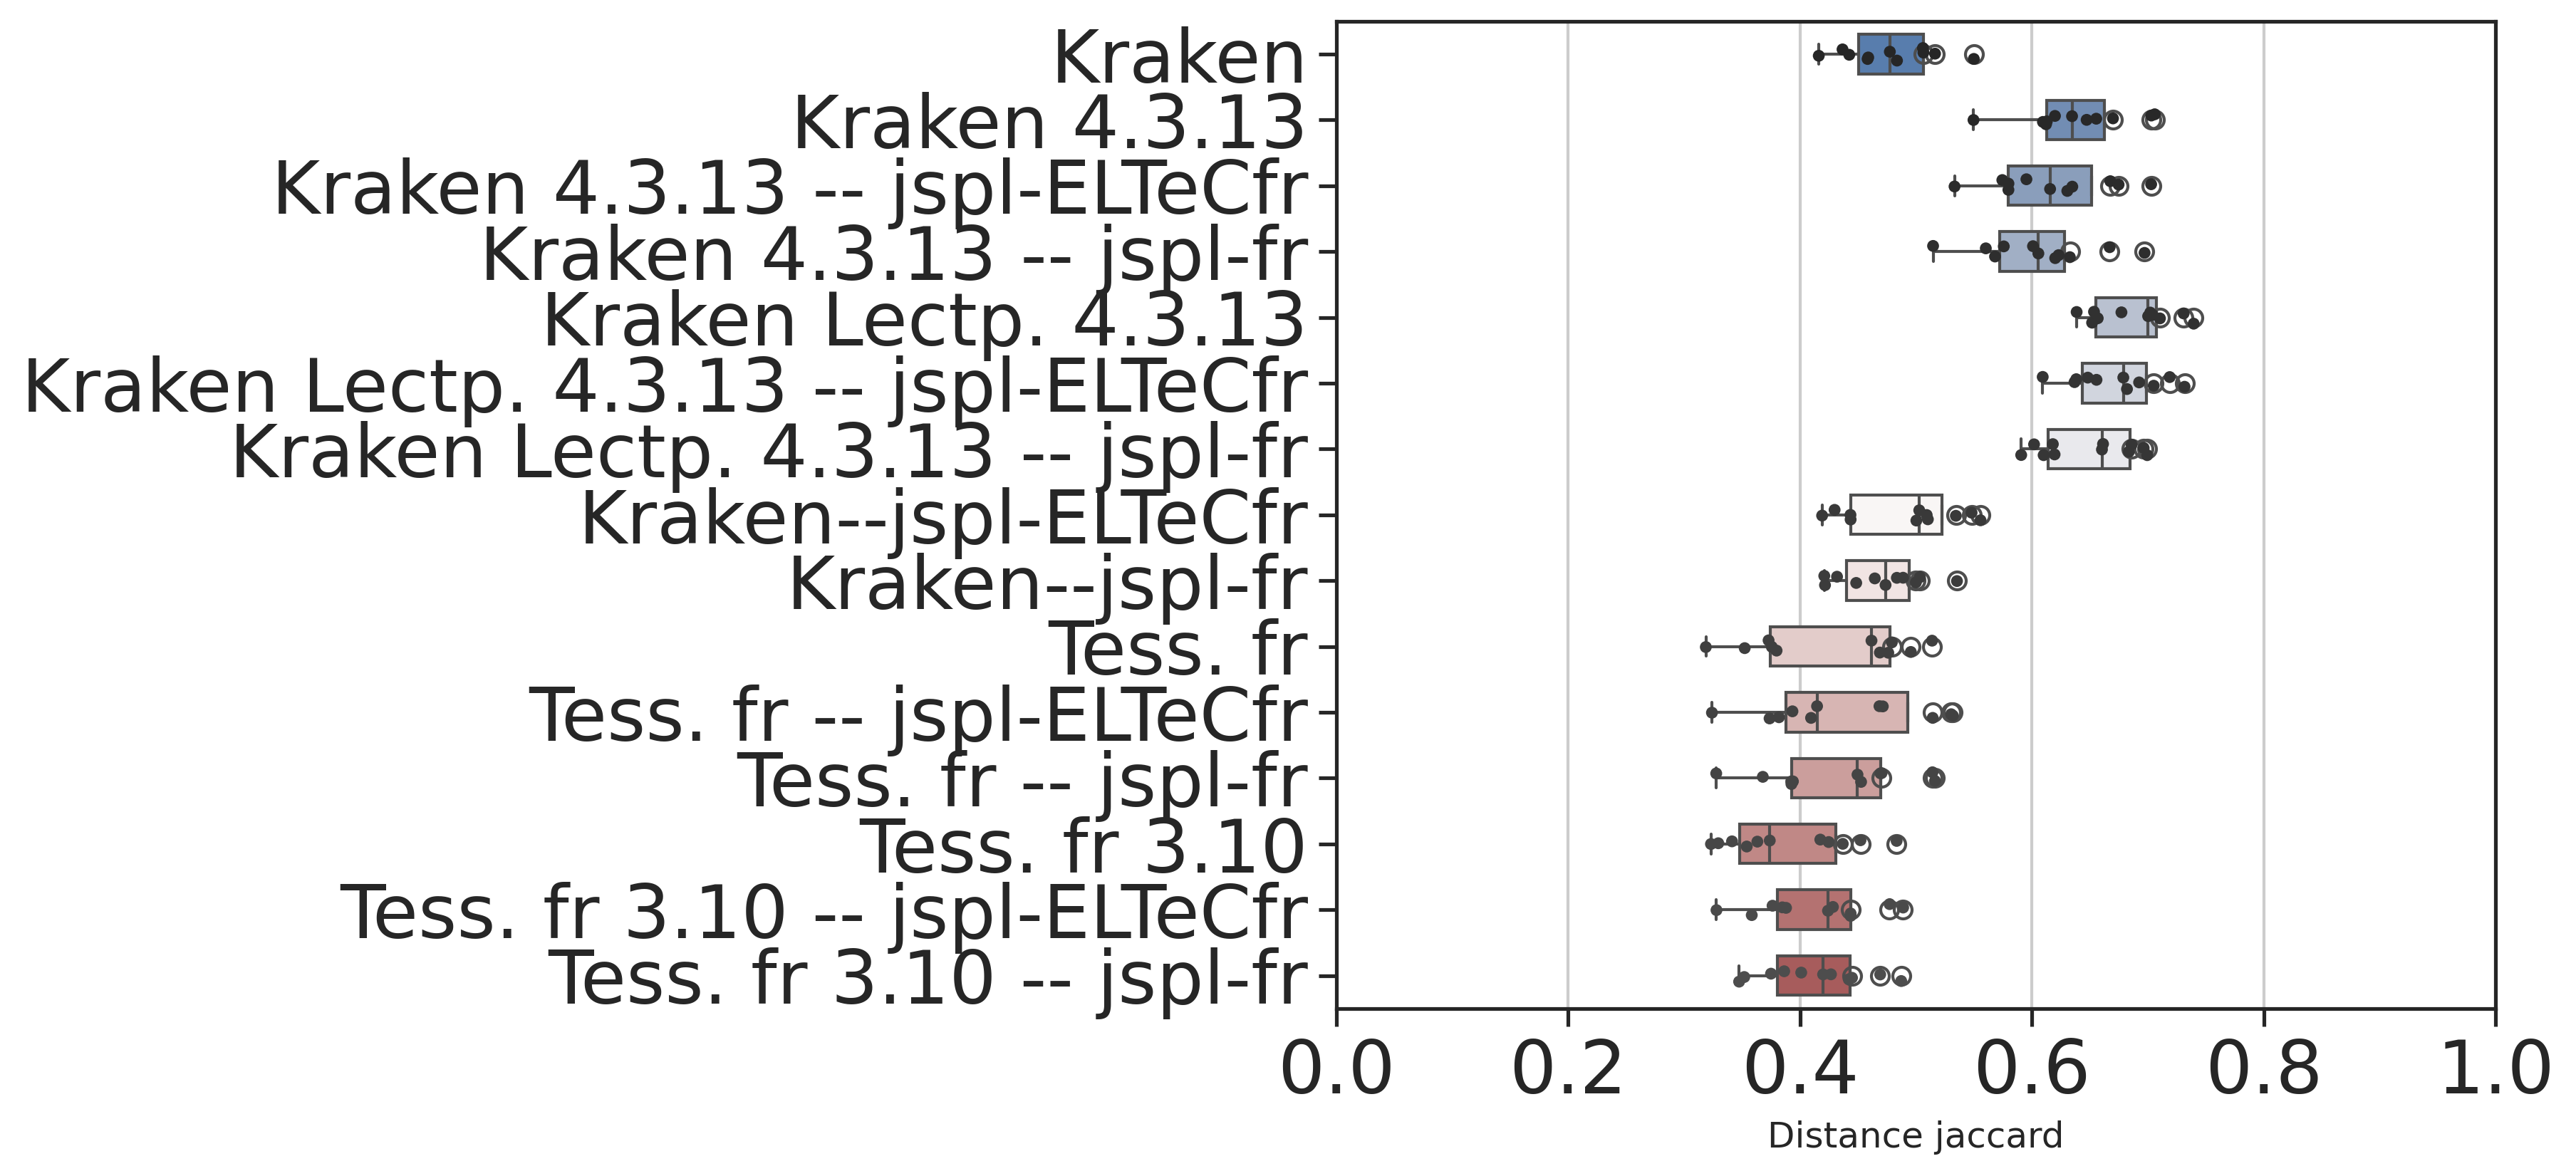 Kraken
Kraken 4.3.13
Kraken 4.3.13 -- jspl-ELTeCfr
Kraken 4.3.13 -- jspl-fr
Kraken Lectp. 4.3.13
Kraken Lectp. 4.3.13 -- jspl-ELTeCfr
Kraken Lectp. 4.3.13 -- jspl-fr
Kraken--jspl-ELTeCfr
Kraken--jspl-fr
Tess. fr
Tess. fr -- jspl-ELTeCfr
Tess. fr -- jspl-fr
Tess. fr 3.10
Tess. fr 3.10 -- jspl-ELTeCfr
Tess. fr 3.10 -- jspl-fr
0.0 0.2 0.4 0.6 0.8 1.0
Distance jaccard